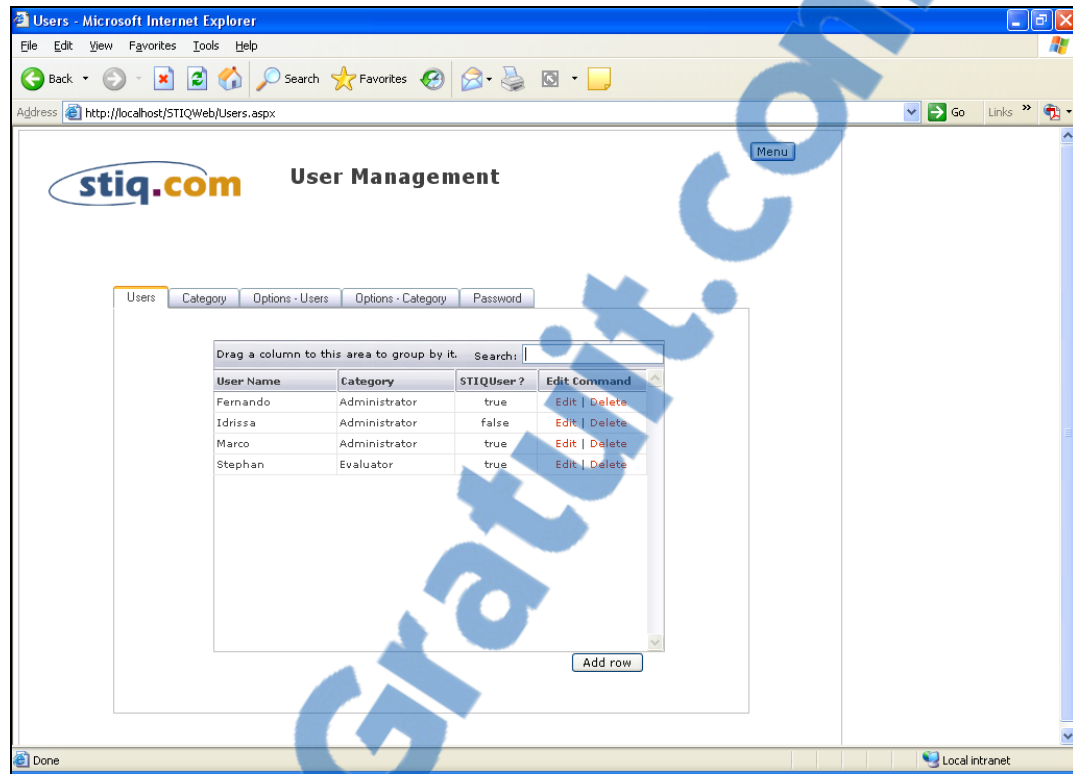 Users - Microsoft Internet Explorer
File Edit View Favorites Tools Help
Back Search Favorites
Address http://localhost/STIQWeb/Users.aspx Go Links »
Menu
stiq.com User Management
Users Category Options - Users Options - Category Password
Drag a column to this area to group by it. Search:
User Name Category STIQUser ? Edit Command
Fernando Administrator true Edit | Delete
Idrissa Administrator false Edit | Delete
Marco Administrator true Edit | Delete
Stephan Evaluator true Edit | Delete
Add row
Done Local intranet
Gratuit.com